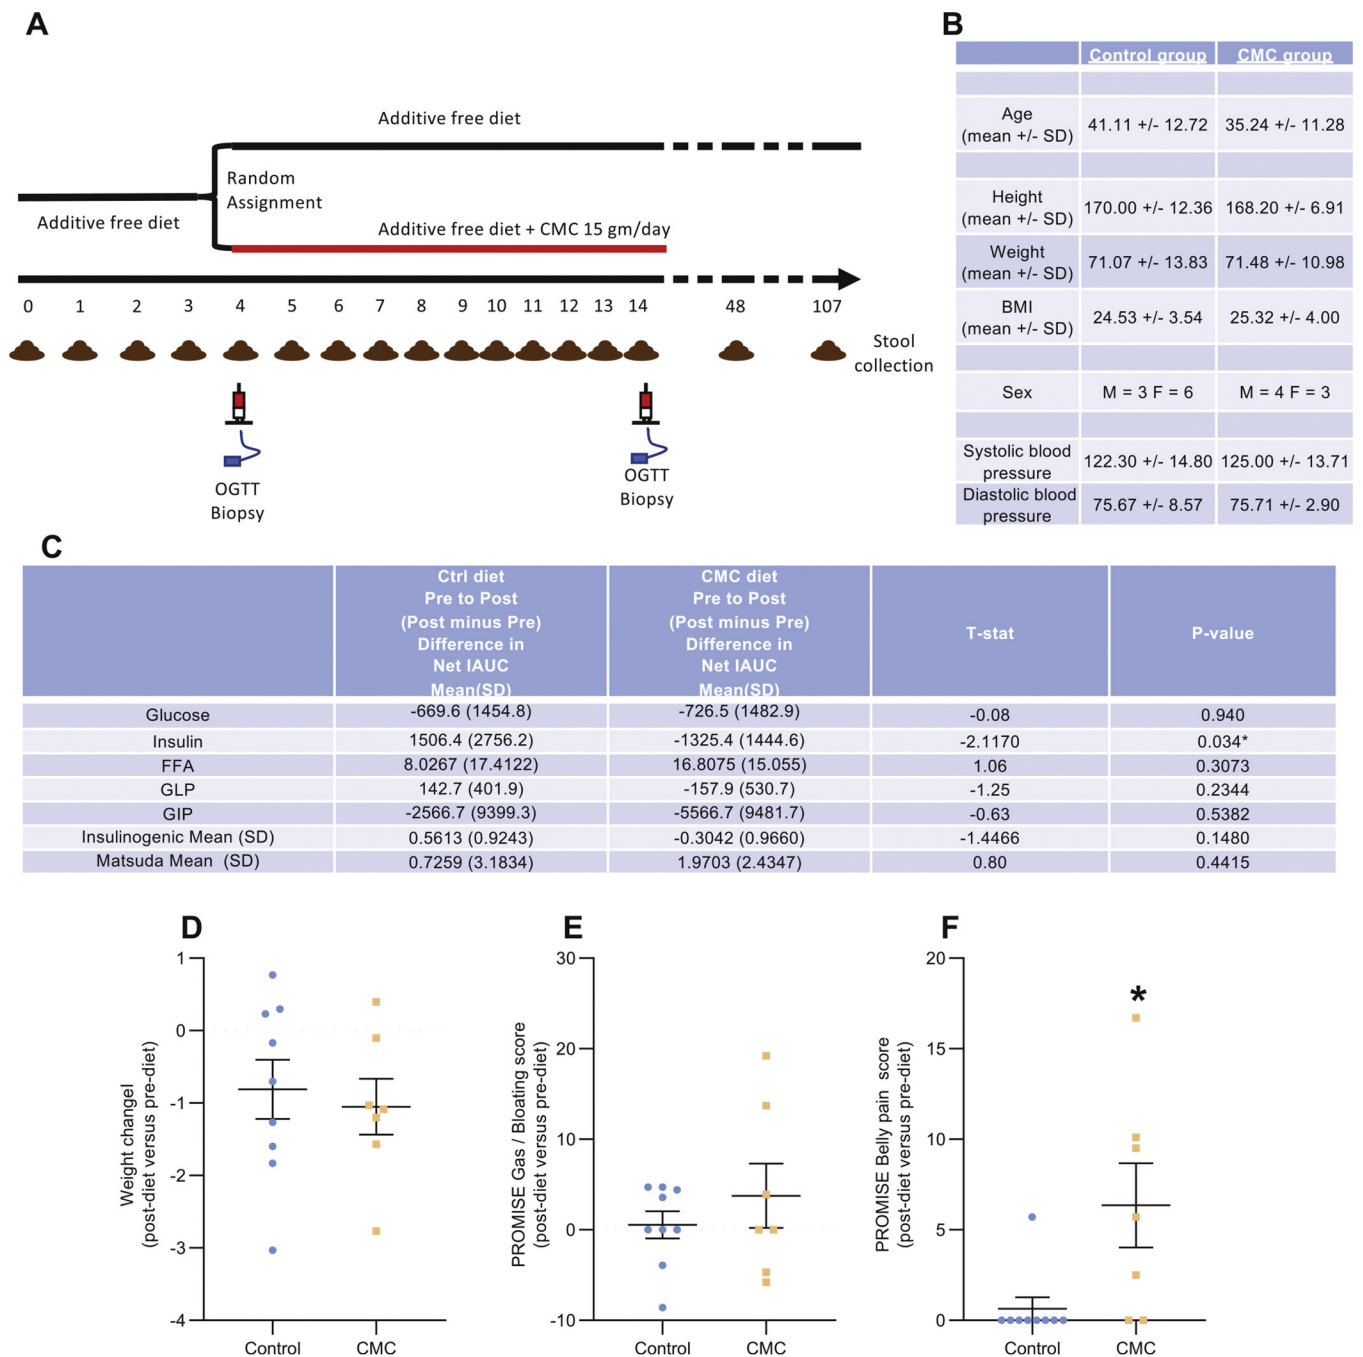 A
Additive free diet
Random
Assignment
Additive free diet
Additive free diet + CMC 15 gm/day
0 1 2 3 4 5 6 7 8 9 10 11 12 13 14 48 107
Stool
collection
OGTT
Biopsy
OGTT
Biopsy
B
Control group CMC group
Age
(mean +/- SD)
41.11 +/- 12.72 35.24 +/- 11.28
Height
(mean +/- SD)
170.00 +/- 12.36 168.20 +/- 6.91
Weight
(mean +/- SD)
71.07 +/- 13.83 71.48 +/- 10.98
BMI
(mean +/- SD)
24.53 +/- 3.54 25.32 +/- 4.00
Sex M = 3 F = 6 M = 4 F = 3
Systolic blood
pressure
122.30 +/- 14.80 125.00 +/- 13.71
Diastolic blood
pressure
75.67 +/- 8.57 75.71 +/- 2.90
C
Ctrl diet
Pre to Post
(Post minus Pre)
Difference in
Net IAUC
Mean(SD)
CMC diet
Pre to Post
(Post minus Pre)
Difference in
Net IAUC
Mean(SD)
T-stat
P-value
Glucose -669.6 (1454.8) -726.5 (1482.9) -0.08 0.940
Insulin 1506.4 (2756.2) -1325.4 (1444.6) -2.1170 0.034*
FFA 8.0267 (17.4122) 16.8075 (15.055) 1.06 0.3073
GLP 142.7 (401.9) -157.9 (530.7) -1.25 0.2344
GIP -2566.7 (9399.3) -5566.7 (9481.7) -0.63 0.5382
Insulinogenic Mean (SD) 0.5613 (0.9243) -0.3042 (0.9660) -1.4466 0.1480
Matsuda Mean (SD) 0.7259 (3.1834) 1.9703 (2.4347) 0.80 0.4415
D
Weight changel
(post-diet versus pre-diet)
1
0
-1
-2
-3
-4
Control CMC
E
PROMISE Gas / Bloating score
(post-diet versus pre-diet)
30
20
10
0
-10
Control CMC
F
PROMISE Belly pain score
(post-diet versus pre-diet)
20
15
10
5
0
*
Control CMC